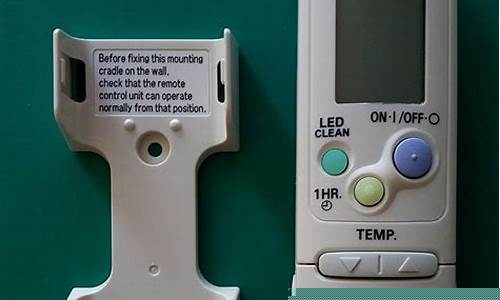 Before fixing this mounting
cradle on the wall,
check that the remote
control unit can operate
normally from that position.
LED
CLEAN
ON·I/OFF·O
1HR.
TEMP.